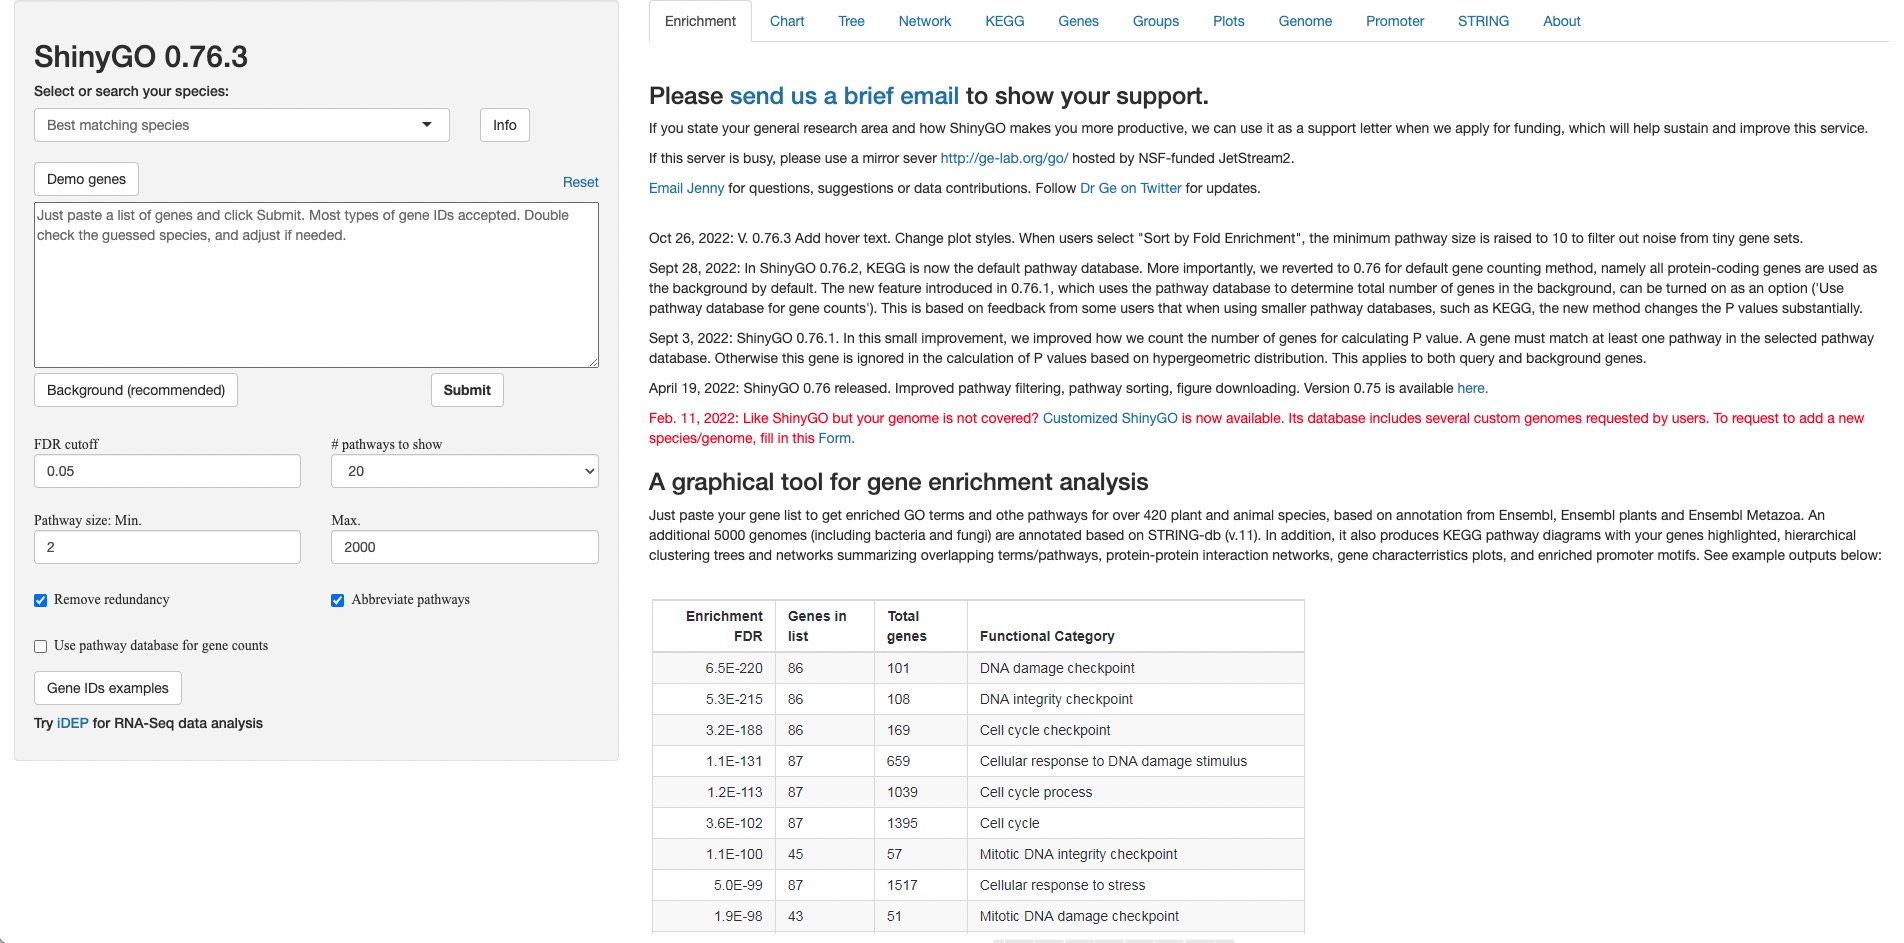 Enrichment Chart Tree Network KEGG Genes Groups Plots Genome Promoter STRING About
ShinyGO 0.76.3
Select or search your species:
Best matching species
Info
Demo genes
Reset
Just paste a list of genes and click Submit. Most types of gene IDs accepted. Double
check the guessed species, and adjust if needed.
Background (recommended)
Submit
FDR cutoff
# pathways to show
0.05
20
Pathway size: Min.
Max.
2
2000
Remove redundancy
Abbreviate pathways
Use pathway database for gene counts
Gene IDs examples
Try iDEP for RNA-Seq data analysis
Please send us a brief email to show your support.
If you state your general research area and how ShinyGO makes you more productive, we can use it as a support letter when we apply for funding, which will help sustain and improve this service.
If this server is busy, please use a mirror sever http://ge-lab.org/go/ hosted by NSF-funded JetStream2.
Email Jenny for questions, suggestions or data contributions. Follow Dr Ge on Twitter for updates.
Oct 26, 2022: V. 0.76.3 Add hover text. Change plot styles. When users select "Sort by Fold Enrichment", the minimum pathway size is raised to 10 to filter out noise from tiny gene sets.
Sept 28, 2022: In ShinyGO 0.76.2, KEGG is now the default pathway database. More importantly, we reverted to 0.76 for default gene counting method, namely all protein-coding genes are used as
the background by default. The new feature introduced in 0.76.1, which uses the pathway database to determine total number of genes in the background, can be turned on as an option ('Use
pathway database for gene counts'). This is based on feedback from some users that when using smaller pathway databases, such as KEGG, the new method changes the P values substantially.
Sept 3, 2022: ShinyGO 0.76.1. In this small improvement, we improved how we count the number of genes for calculating P value. A gene must match at least one pathway in the selected pathway
database. Otherwise this gene is ignored in the calculation of P values based on hypergeometric distribution. This applies to both query and background genes.
April 19, 2022: ShinyGO 0.76 released. Improved pathway filtering, pathway sorting, figure downloading. Version 0.75 is available here.
Feb. 11, 2022: Like ShinyGO but your genome is not covered? Customized ShinyGO is now available. Its database includes several custom genomes requested by users. To request to add a new
species/genome, fill in this Form.
A graphical tool for gene enrichment analysis
Just paste your gene list to get enriched GO terms and othe pathways for over 420 plant and animal species, based on annotation from Ensembl, Ensembl plants and Ensembl Metazoa. An
additional 5000 genomes (including bacteria and fungi) are annotated based on STRING-db (v.11). In addition, it also produces KEGG pathway diagrams with your genes highlighted, hierarchical
clustering trees and networks summarizing overlapping terms/pathways, protein-protein interaction networks, gene characterristics plots, and enriched promoter motifs. See example outputs below:
Enrichment Genes in Total
FDR list genes Functional Category
6.5E-220 86 101 DNA damage checkpoint
5.3E-215 86 108 DNA integrity checkpoint
3.2E-188 86 169 Cell cycle checkpoint
1.1E-131 87 659 Cellular response to DNA damage stimulus
1.2E-113 87 1039 Cell cycle process
3.6E-102 87 1395 Cell cycle
1.1E-100 45 57 Mitotic DNA integrity checkpoint
5.0E-99 87 1517 Cellular response to stress
1.9E-98 43 51 Mitotic DNA damage checkpoint